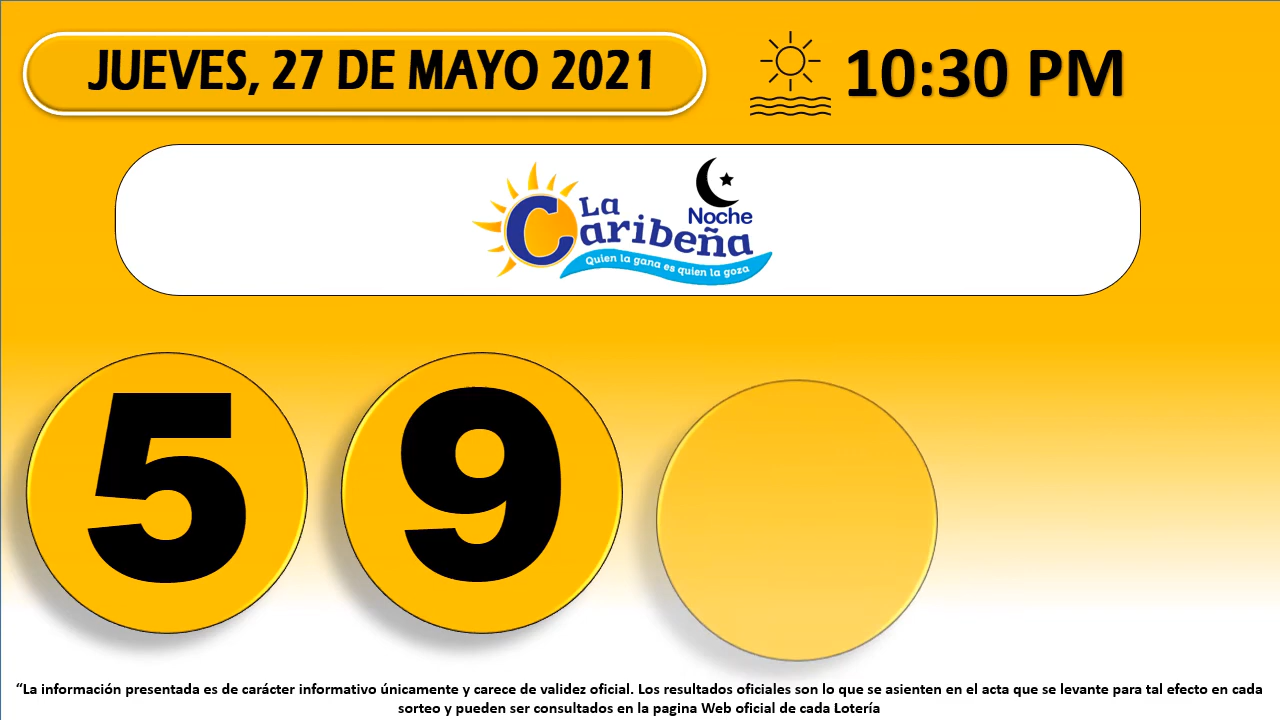 JUEVES, 27 DE MAYO 2021
10:30 PM
La
Noche
Caribeña
Quien la gana es quien la goza
5 9
“La información presentada es de carácter informativo únicamente y carece de validez oficial. Los resultados oficiales son lo que se asienten en el acta que se levante para tal efecto en cada
sorteo y pueden ser consultados en la pagina Web oficial de cada Lotería